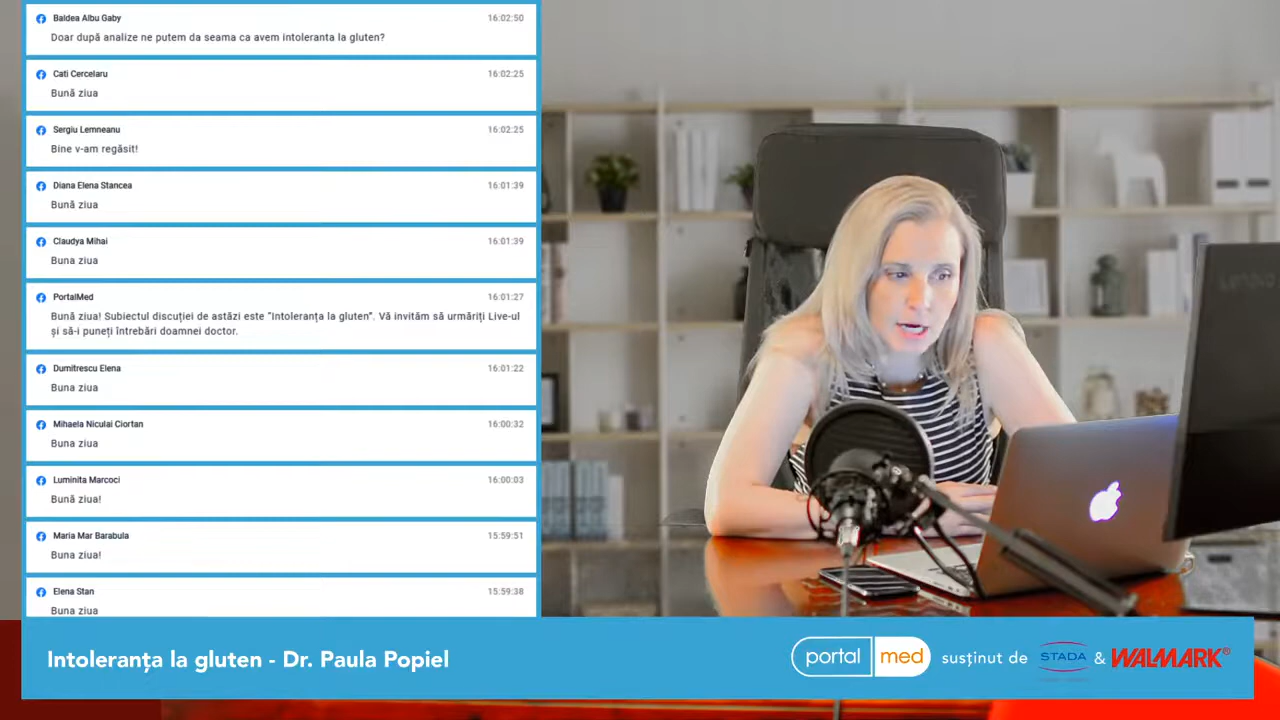 Baldea Albu Gaby 16:02:50
Doar după analize ne putem da seama ca avem intoleranta la gluten?
Cati Cercelaru 16:02:25
Bună ziua
Sergiu Lemneanu 16:02:25
Bine v-am regăsit!
Diana Elena Stancea 16:01:39
Bună ziua
Claudya Mihai 16:01:39
Buna ziua
PortalMed 16:01:27
Bună ziua! Subiectul discuției de astăzi este "Intoleranța la gluten". Vă invităm să urmăriți Live-ul
și să-i puneți întrebări doamnei doctor.
Dumitrescu Elena 16:01:22
Buna ziua
Mihaela Niculai Ciortan 16:00:32
Buna ziua
Luminita Marcoci 16:00:03
Bună ziua!
Maria Mar Barabula 15:59:51
Buna ziua!
Elena Stan 15:59:38
Buna ziua
Lenovo
Intoleranța la gluten - Dr. Paula Popiel
portal med susținut de STADA & WALMARK®